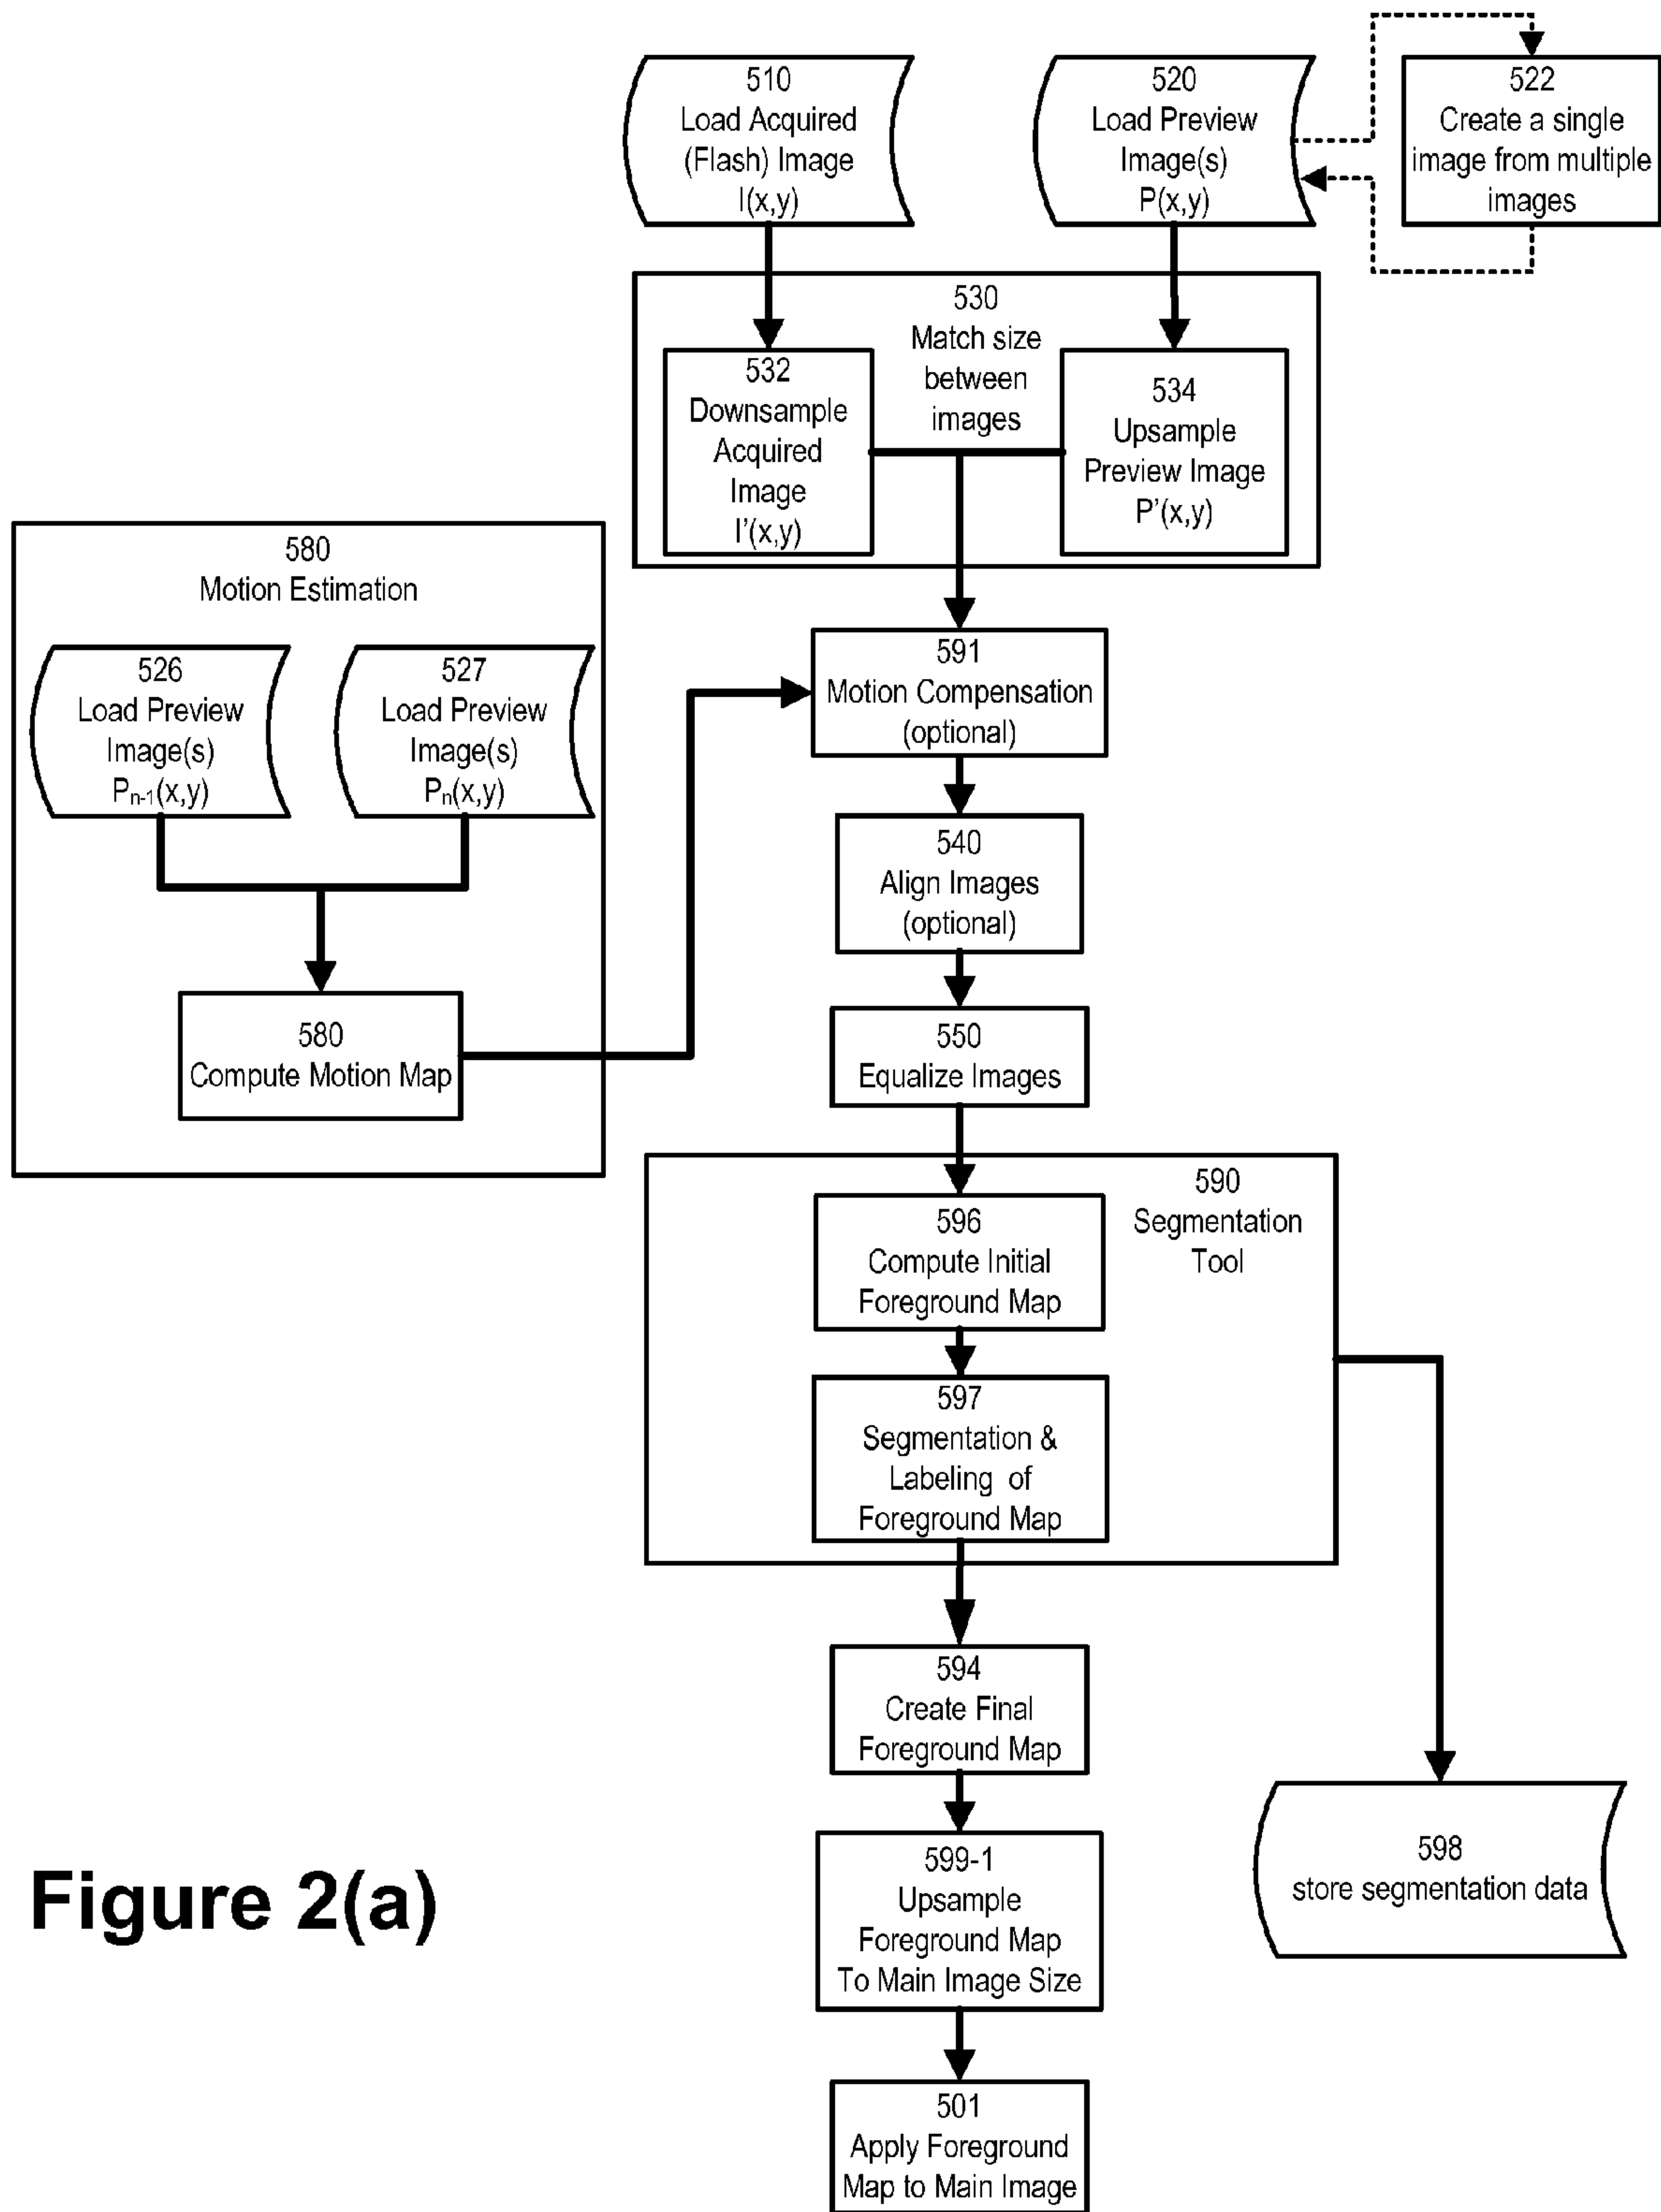 510
Load Acquired
(Flash) Image
I(x,y)
520
Load Preview
Image(s)
P(x,y)
522
Create a single
image from multiple
images
530
Match size
between
images
532
Downsample
Acquired
Image
I'(x,y)
534
Upsample
Preview Image
P'(x,y)
580
Motion Estimation
526
Load Preview
Image(s)
Pn-1(x,y)
527
Load Preview
Image(s)
Pn(x,y)
580
Compute Motion Map
591
Motion Compensation
(optional)
540
Align Images
(optional)
550
Equalize Images
590
Segmentation
Tool
596
Compute Initial
Foreground Map
597
Segmentation &
Labeling of
Foreground Map
594
Create Final
Foreground Map
598
store segmentation data
599-1
Upsample
Foreground Map
To Main Image Size
501
Apply Foreground
Map to Main Image
Figure 2(a)